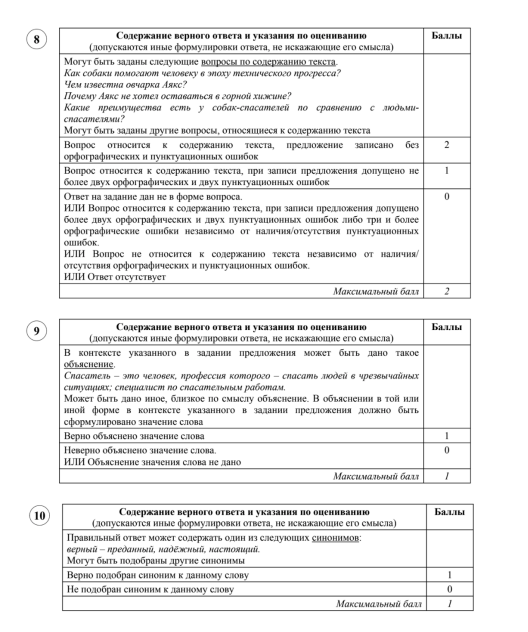 8
Содержание верного ответа и указания по оцениванию
(допускаются иные формулировки ответа, не искажающие его смысла)
Баллы
Могут быть заданы следующие вопросы по содержанию текста.
Как собаки помогают человеку в эпоху технического прогресса?
Чем известна овчарка Аякс?
Почему Аякс не хотел оставаться в горной хижине?
Какие преимущества есть у собак-спасателей по сравнению с людьми-
спасателями?
Могут быть заданы другие вопросы, относящиеся к содержанию текста
Вопрос относится к содержанию текста, предложение записано без
орфографических и пунктуационных ошибок
2
Вопрос относится к содержанию текста, при записи предложения допущено не
более двух орфографических и двух пунктуационных ошибок
1
Ответ на задание дан не в форме вопроса.
ИЛИ Вопрос относится к содержанию текста, при записи предложения допущено
более двух орфографических и двух пунктуационных ошибок либо три и более
орфографические ошибки независимо от наличия/отсутствия пунктуационных
ошибок.
ИЛИ Вопрос не относится к содержанию текста независимо от наличия/
отсутствия орфографических и пунктуационных ошибок.
ИЛИ Ответ отсутствует
0
Максимальный балл
2
9
Содержание верного ответа и указания по оцениванию
(допускаются иные формулировки ответа, не искажающие его смысла)
Баллы
В контексте указанного в задании предложения может быть дано такое
объяснение.
Спасатель – это человек, профессия которого – спасать людей в чрезвычайных
ситуациях; специалист по спасательным работам.
Может быть дано иное, близкое по смыслу объяснение. В объяснении в той или
иной форме в контексте указанного в задании предложения должно быть
сформулировано значение слова
Верно объяснено значение слова
1
Неверно объяснено значение слова.
ИЛИ Объяснение значения слова не дано
0
Максимальный балл
1
10
Содержание верного ответа и указания по оцениванию
(допускаются иные формулировки ответа, не искажающие его смысла)
Баллы
Правильный ответ может содержать один из следующих синонимов:
верный – преданный, надёжный, настоящий.
Могут быть подобраны другие синонимы
Верно подобран синоним к данному слову
1
Не подобран синоним к данному слову
0
Максимальный балл
1